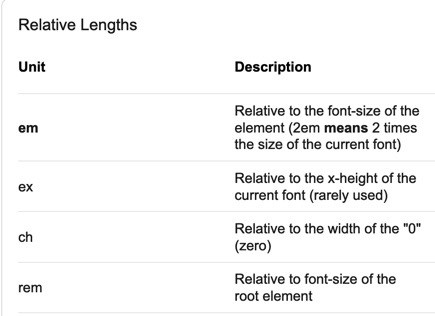 Relative Lengths
Unit
Description
em
Relative to the font-size of the
element (2em means 2 times
the size of the current font)
ex
Relative to the x-height of the
current font (rarely used)
ch
Relative to the width of the "0"
(zero)
rem
Relative to font-size of the
root element